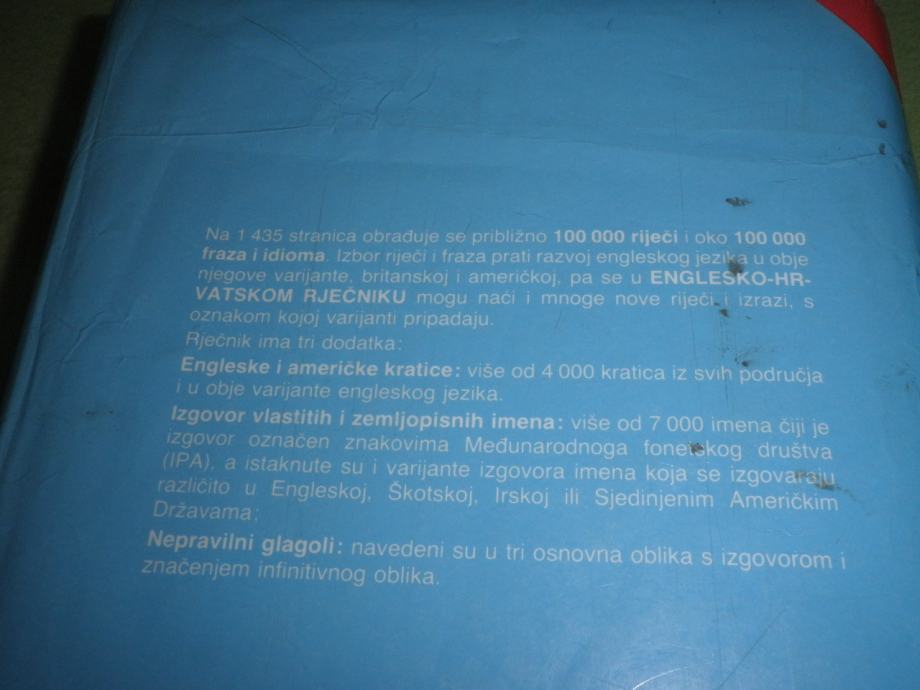 Na 1 435 stranica obrađuje se približno 100 000 riječi i oko 100 000
fraza i idioma. Izbor riječi i fraza prati razvoj engleskog jezika u obje
njegove varijante, britanskoj i američkoj, pa se u ENGLESKO-HR-
VATSKOM RJEČNIKU mogu naći i mnoge nove riječi i izrazi, s
oznakom kojoj varijanti pripadaju.
Rječnik ima tri dodatka:
Engleske i američke kratice: više od 4 000 kratica iz svih područja
i u obje varijante engleskog jezika.
Izgovor vlastitih i zemljopisnih imena: više od 7 000 imena čiji je
izgovor označen znakovima Međunarodnoga fonetskog društva
(IPA), a istaknute su i varijante izgovora imena koja se izgovaraju
različito u Engleskoj, Škotskoj, Irskoj ili Sjedinjenim Američkim
Državama;
Nepravilni glagoli: navedeni su u tri osnovna oblika s izgovorom i
značenjem infinitivnog oblika.